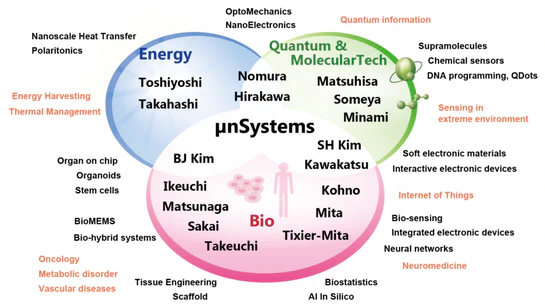 OptoMechanics
NanoElectronics
Quantum information
Nanoscale Heat Transfer
Polaritonics
Energy
Quantum &
MolecularTech
Supramolecules
Chemical sensors
DNA programming, QDots
Toshiyoshi
Takahashi
Nomura
Hirakawa
Matsuhisa
Someya
Minami
Energy Harvesting
Thermal Management
Sensing in
extreme environment
µnSystems
SH Kim
Kawakatsu
BJ Kim
Organ on chip
Organoids
Stem cells
Soft electronic materials
Interactive electronic devices
Ikeuchi
Matsunaga
Sakai
Takeuchi
Bio
Kohno
Mita
Tixier-Mita
Internet of Things
BioMEMS
Bio-hybrid systems
Bio-sensing
Integrated electronic devices
Neural networks
Oncology
Metabolic disorder
Vascular diseases
Neuromedicine
Tissue Engineering
Scaffold
Biostatistics
AI In Silico